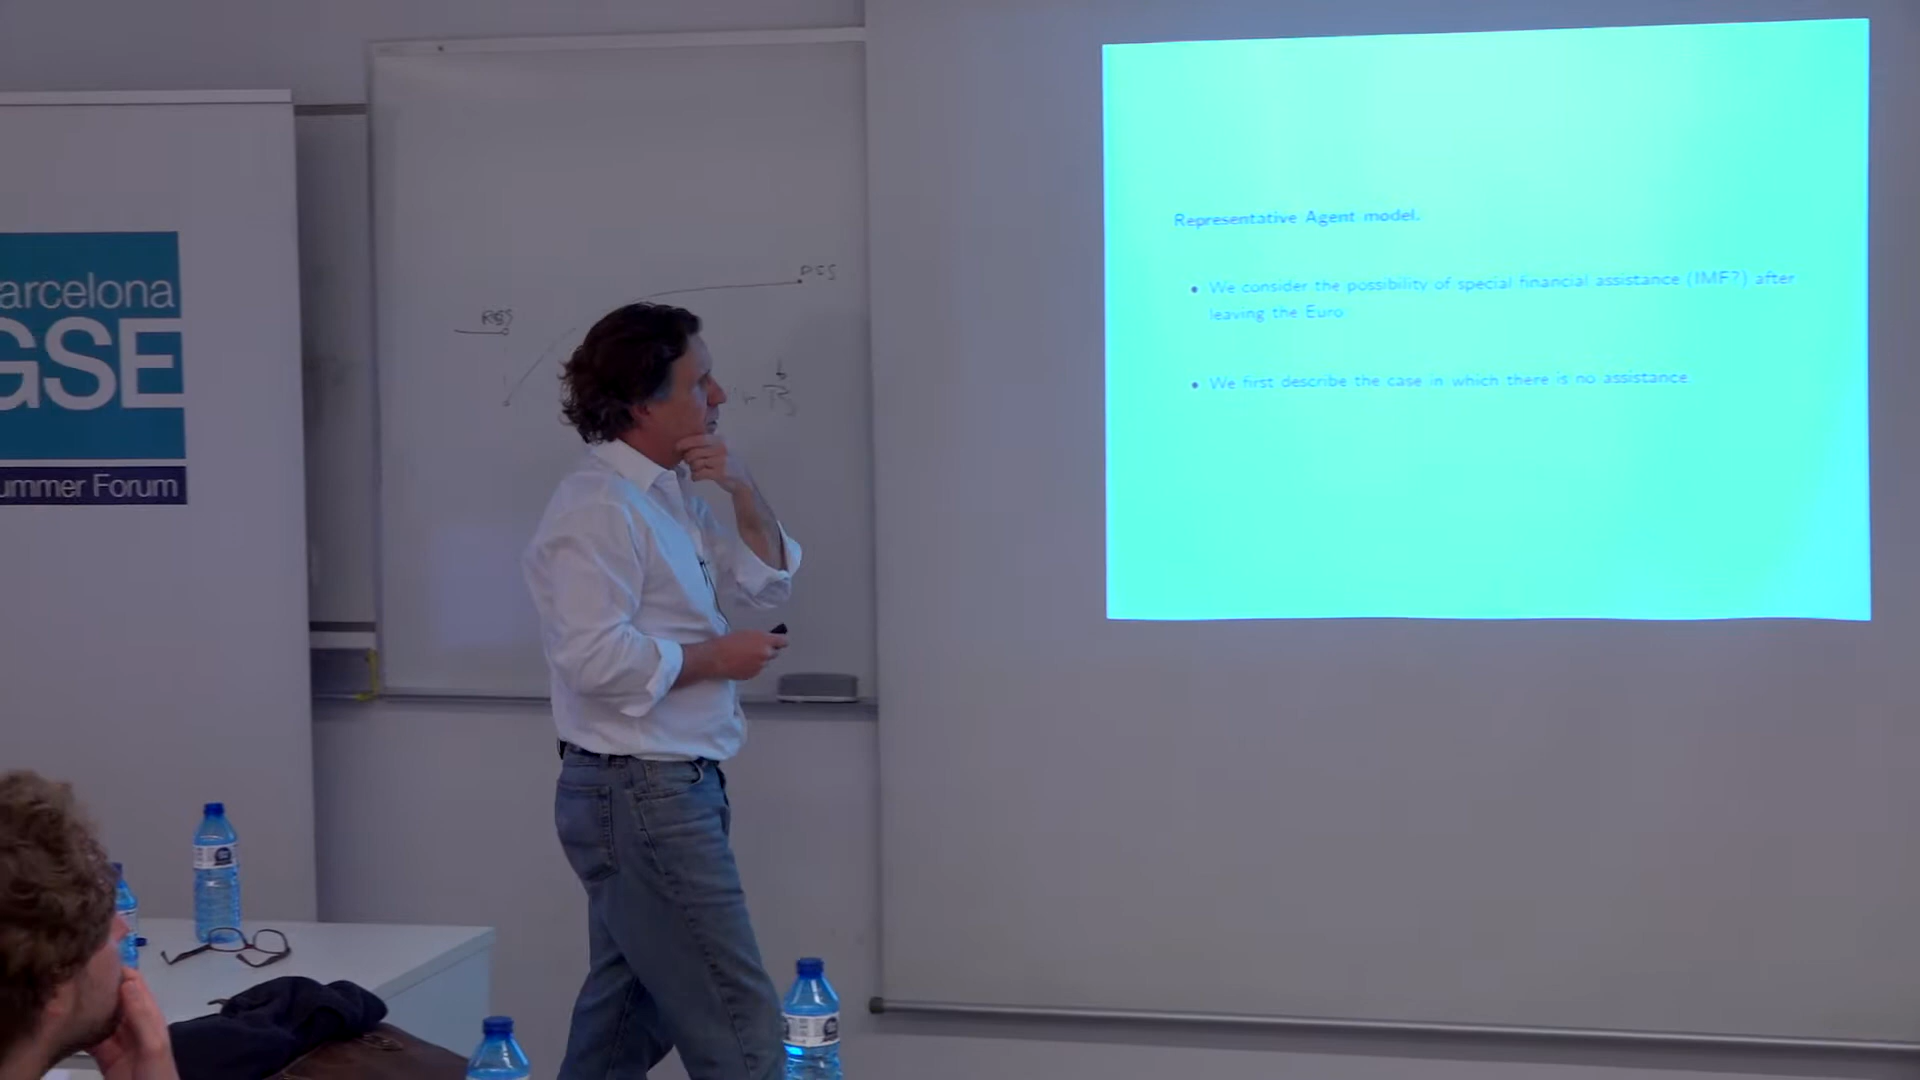 arcelona
GSE
ummer Forum
RSS
Representative Agent model.
• We consider the possibility of special financial assistance (IMF?) after
leaving the Euro
• We first describe the case in which there is no assistance.